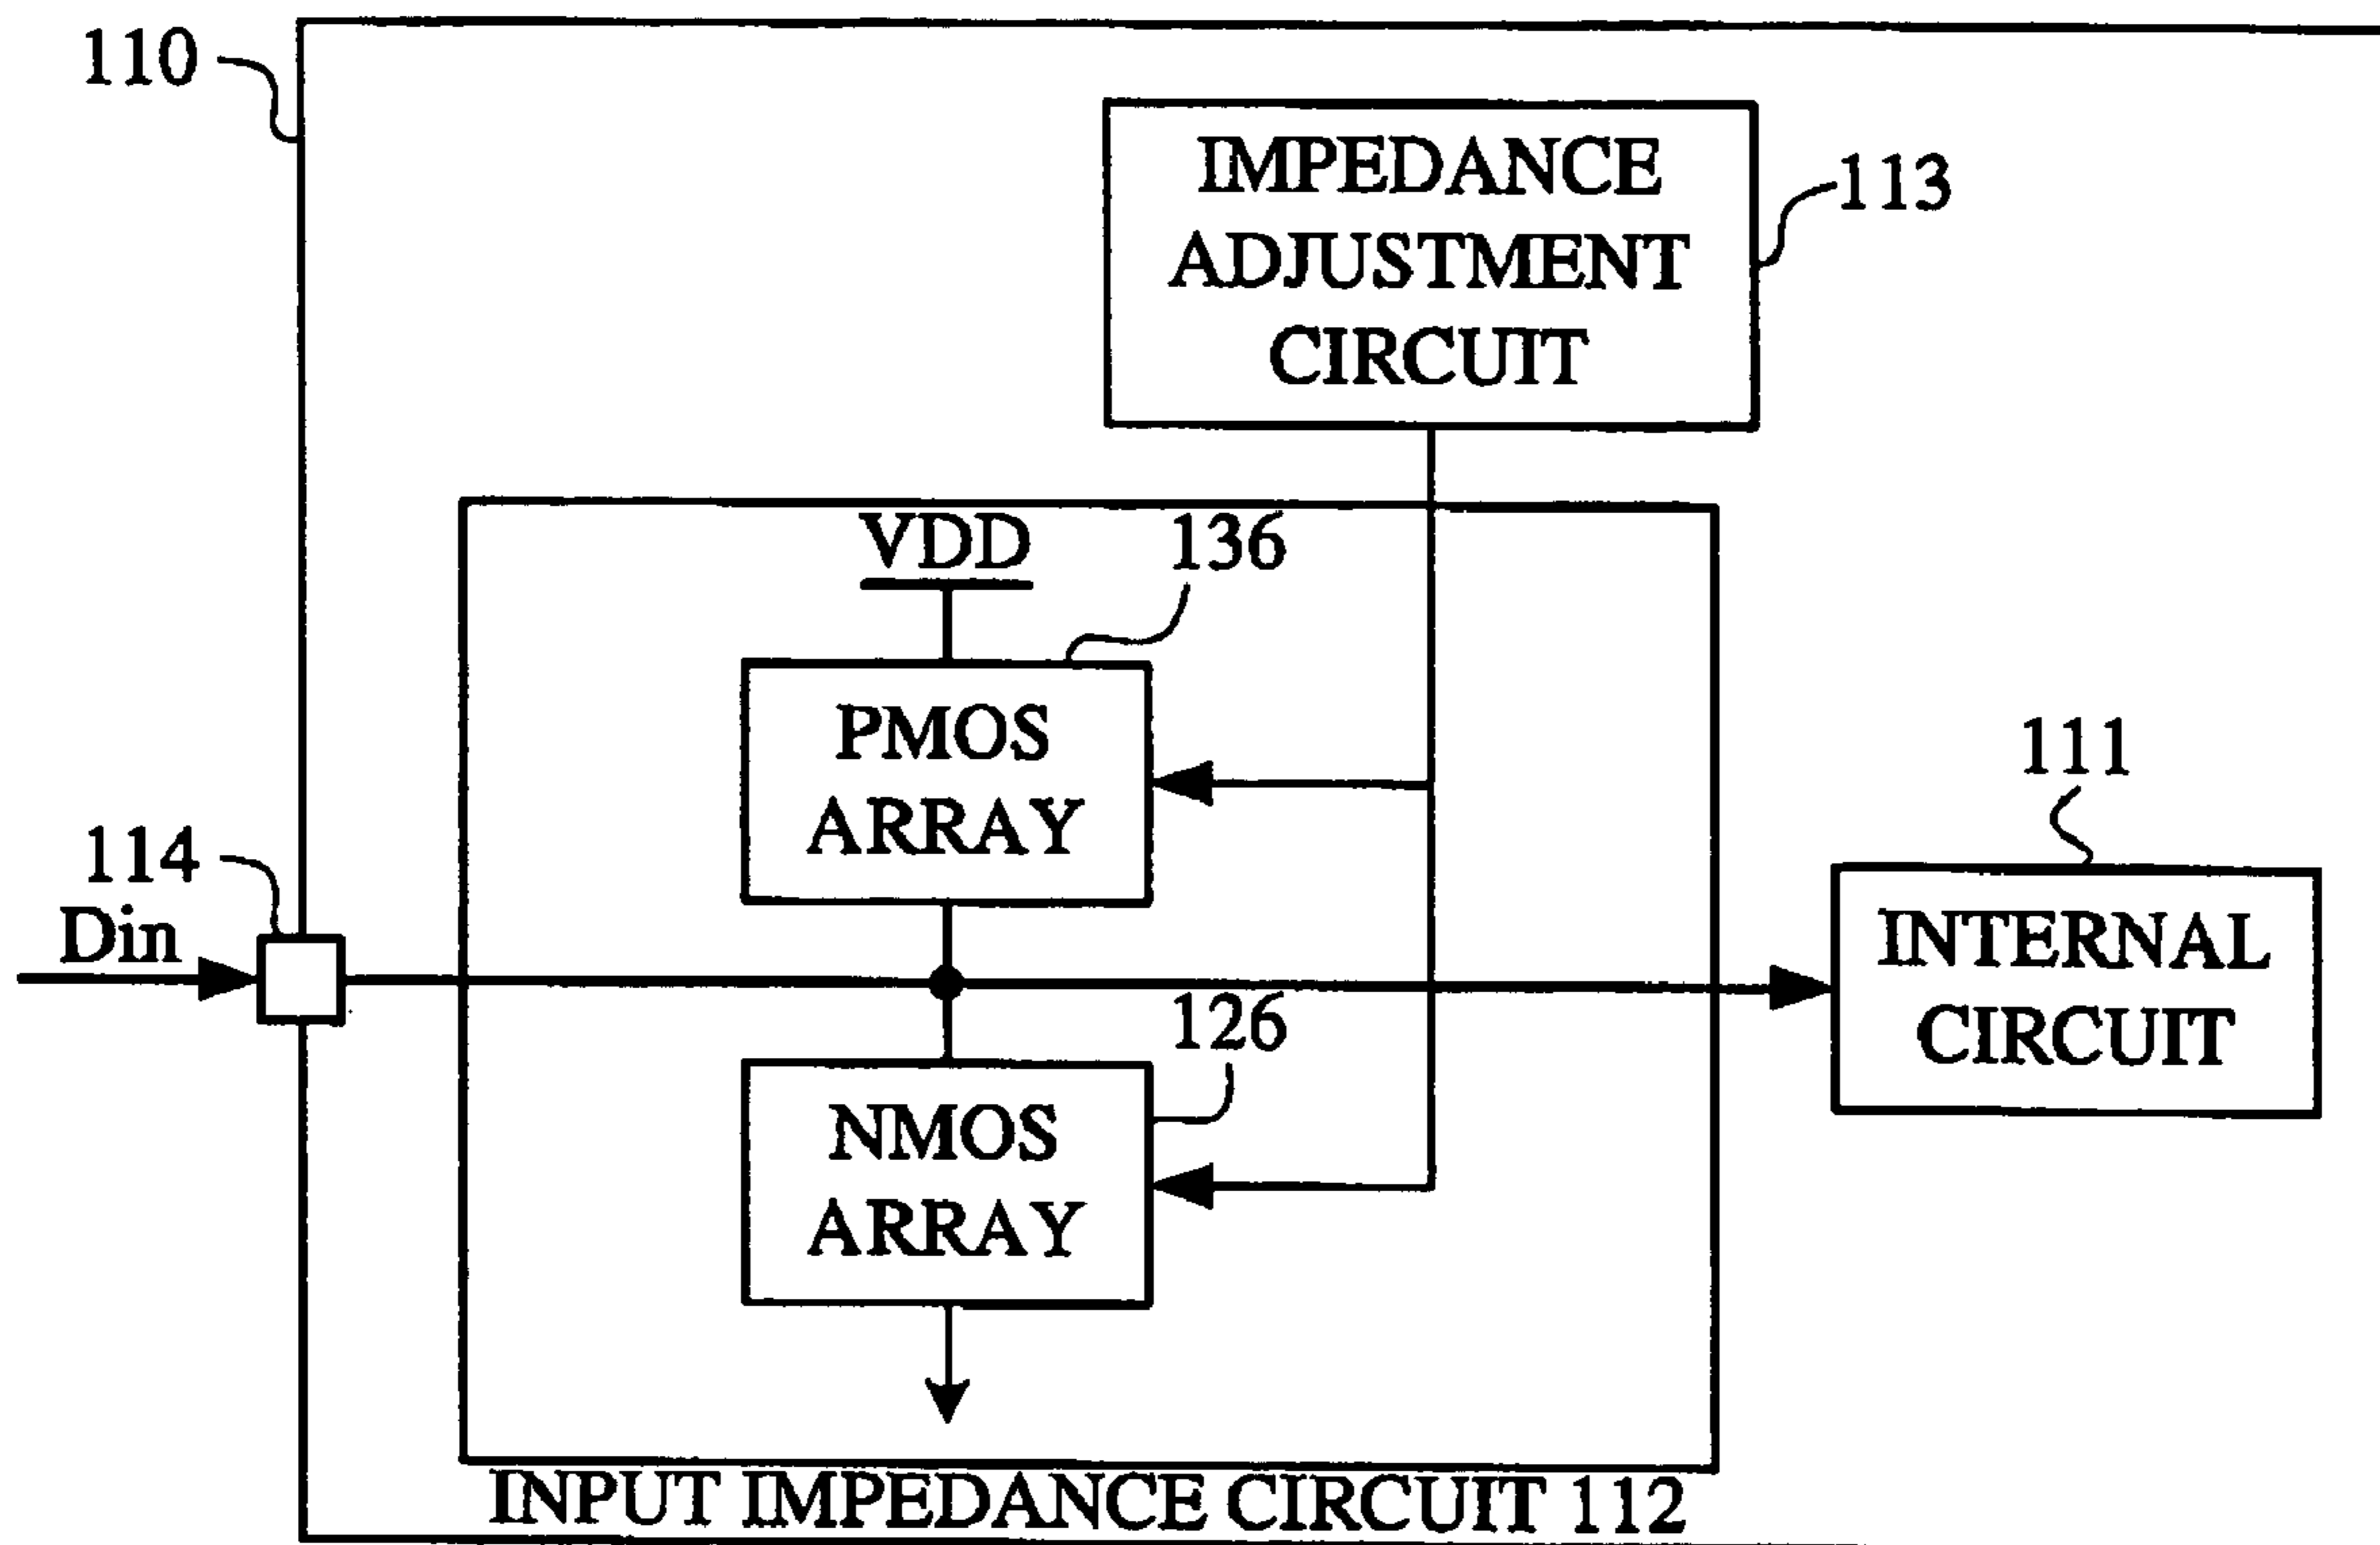 110
IMPEDANCE
ADJUSTMENT
CIRCUIT
113
VDD
136
PMOS
ARRAY
111
114
Din
INTERNAL
CIRCUIT
126
NMOS
ARRAY
INPUT IMPEDANCE CIRCUIT 112